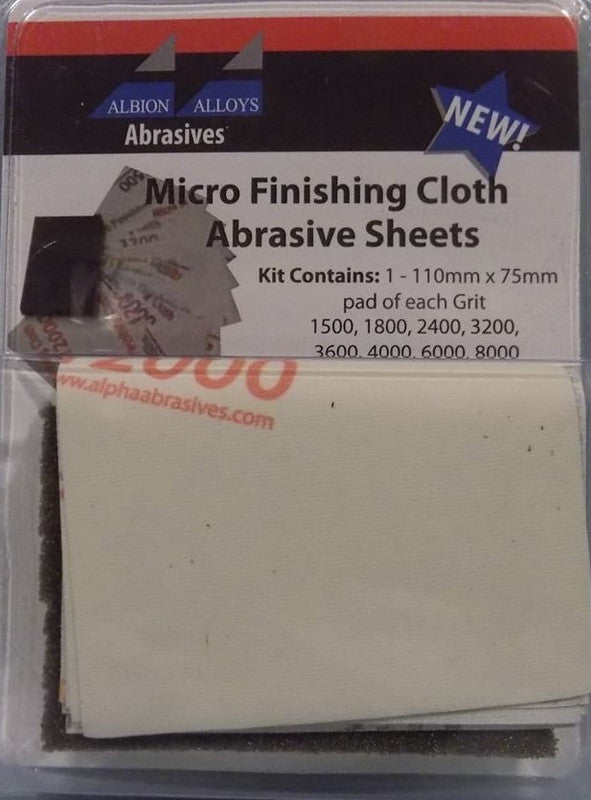 ALBION ALLOYS
Abrasives
NEW!
Micro Finishing Cloth
Abrasive Sheets
Kit Contains: 1 - 110mm x 75mm
pad of each Grit
1500, 1800, 2400, 3200,
3600, 4000, 6000, 8000
2000
www.alphaabrasives.com